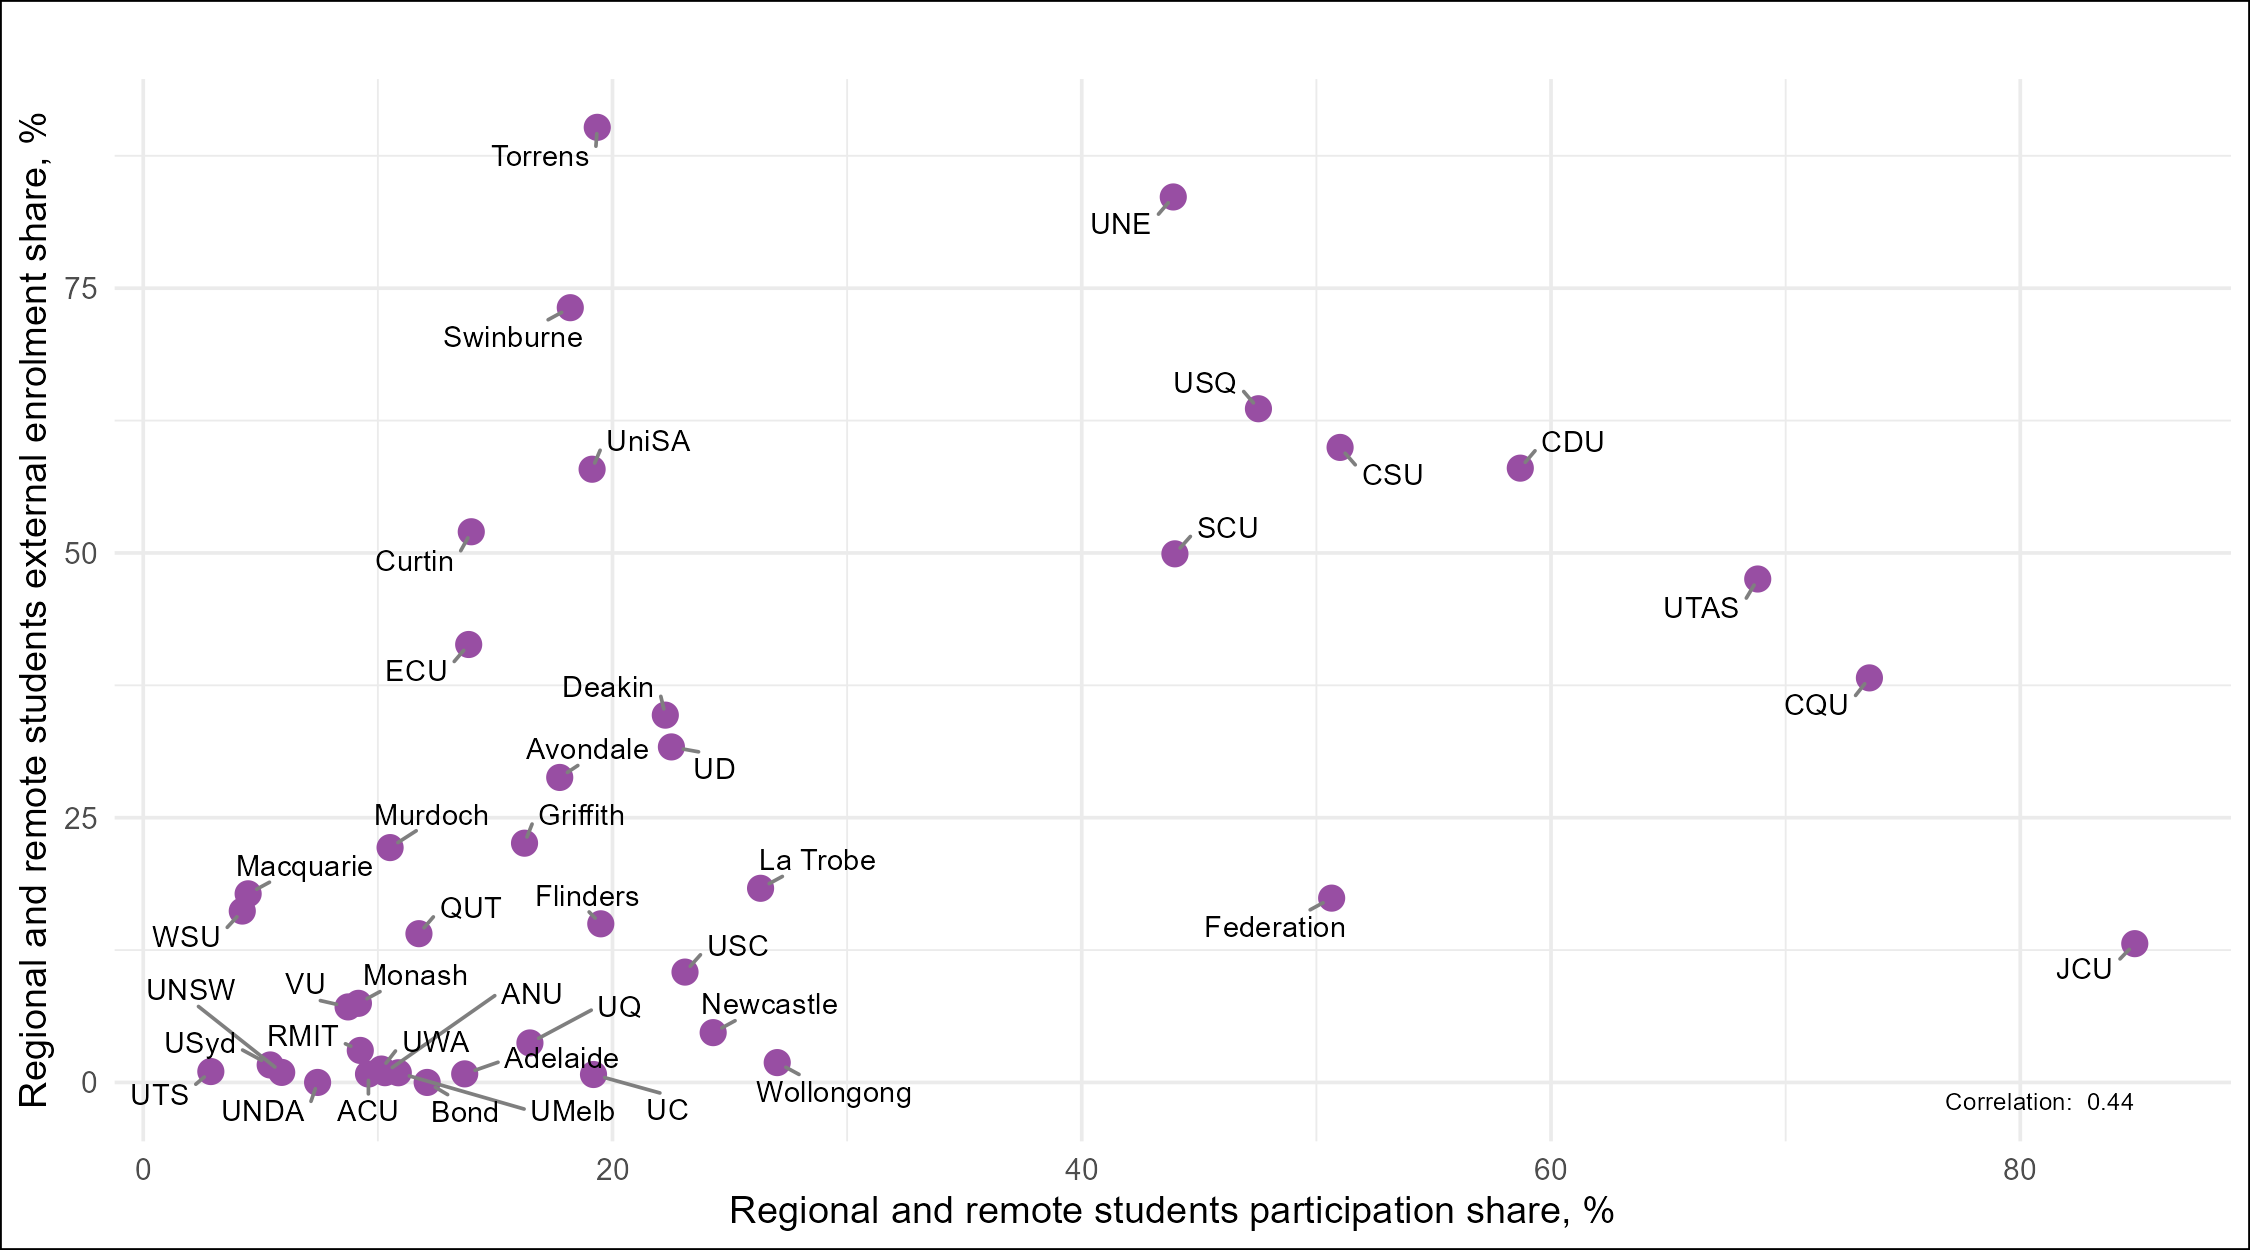 Regional and remote students external enrolment share, %
75
50
25
0
Torrens
UNE
Swinburne
USQ
UniSA
CDU
CSU
SCU
Curtin
UTAS
ECU
Deakin
CQU
Avondale
UD
Murdoch
Griffith
La Trobe
Macquarie
Flinders
QUT
Federation
WSU
USC
JCU
Monash
VU
UNSW
ANU
Newcastle
UQ
RMIT
USyd
UWA
Adelaide
UTS
Wollongong
UNDA
ACU
Bond
UMelb
UC
Correlation: 0.44
0
20
40
60
80
Regional and remote students participation share, %